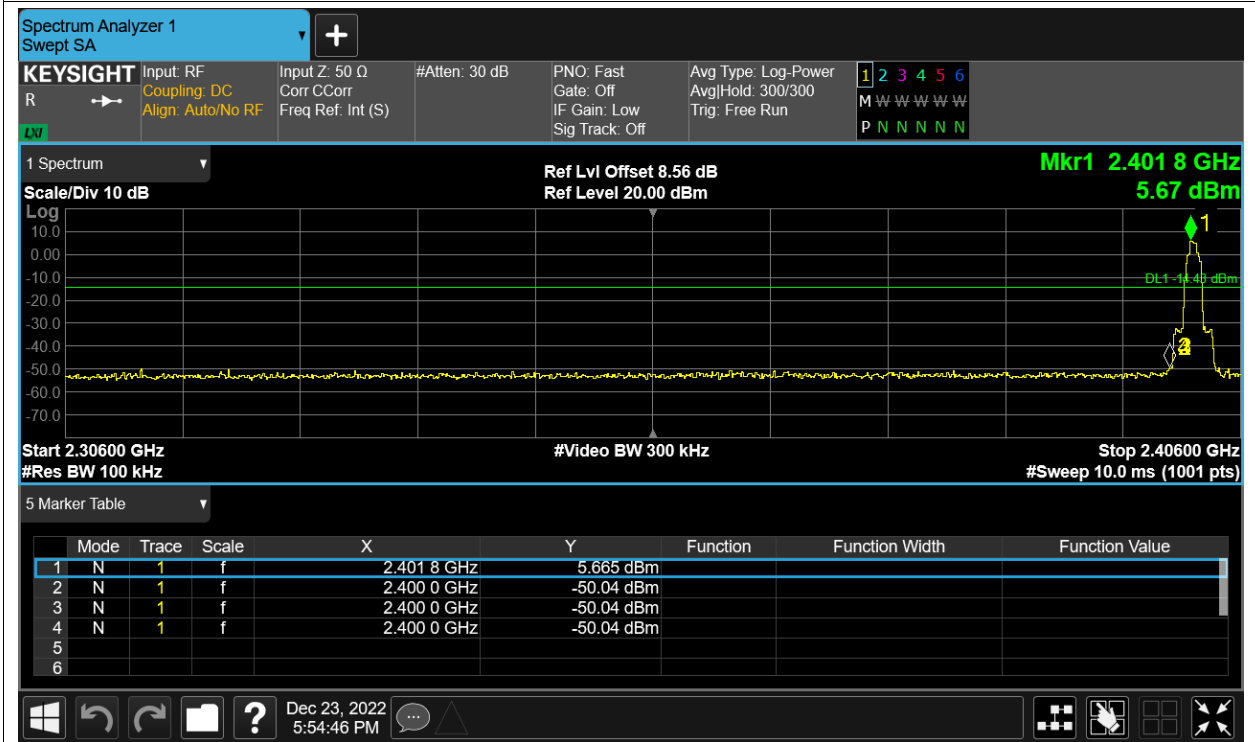 Spectrum Analyzer 1
Swept SA
+
KEYSIGHT
R
LXI
Input: RF
Coupling: DC
Align: Auto/No RF
Input Z: 50 Ω
Corr CCorr
Freq Ref: Int (S)
#Atten: 30 dB
PNO: Fast
Gate: Off
IF Gain: Low
Sig Track: Off
Avg Type: Log-Power
Avg|Hold: 300/300
Trig: Free Run
1 2 3 4 5 6
M W W W W W
P N N N N N
1 Spectrum
Scale/Div 10 dB
Ref Lvl Offset 8.56 dB
Ref Level 20.00 dBm
Mkr1 2.401 8 GHz
5.67 dBm
Log
10.0
0.00
-10.0
-20.0
-30.0
-40.0
-50.0
-60.0
-70.0
1
DL1 -14.43 dBm
Start 2.30600 GHz
#Res BW 100 kHz
#Video BW 300 kHz
Stop 2.40600 GHz
#Sweep 10.0 ms (1001 pts)
5 Marker Table
Mode Trace Scale X Y Function Function Width Function Value
1 N 1 f 2.401 8 GHz 5.665 dBm
2 N 1 f 2.400 0 GHz -50.04 dBm
3 N 1 f 2.400 0 GHz -50.04 dBm
4 N 1 f 2.400 0 GHz -50.04 dBm
5
6
?
Dec 23, 2022
5:54:46 PM